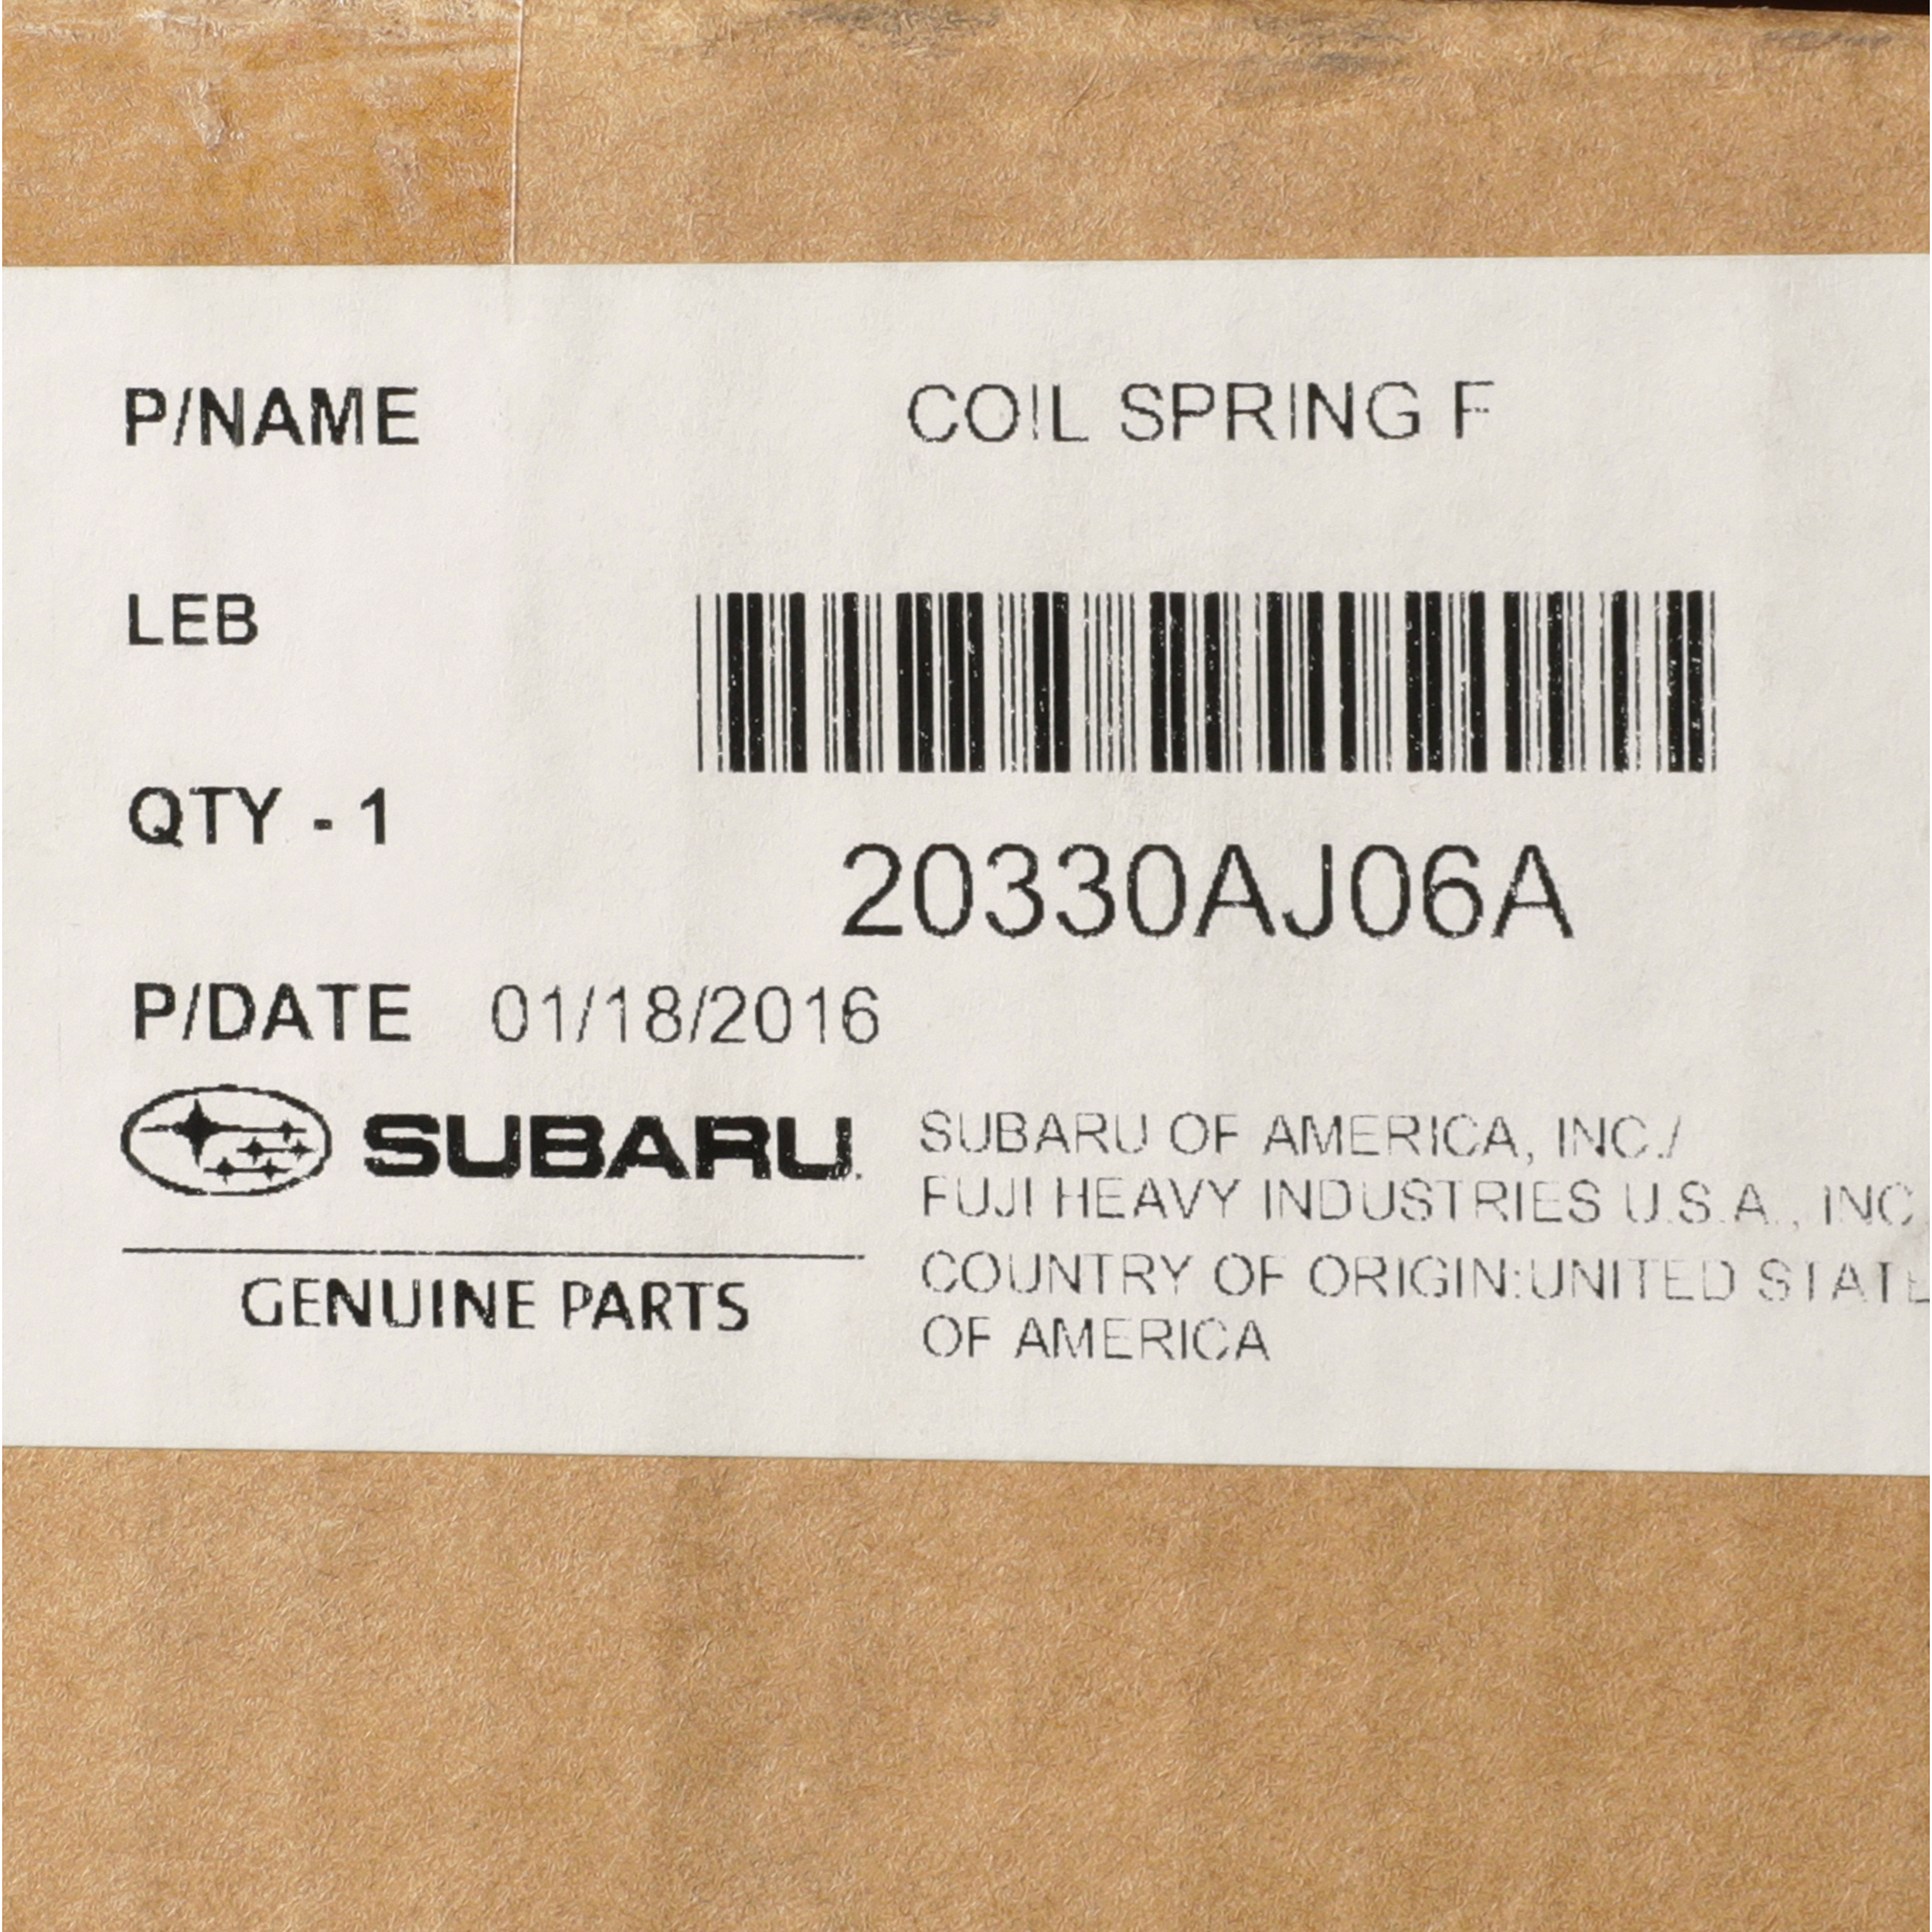 P/NAME COIL SPRING F
LEB
QTY - 1
20330AJ06A
P/DATE 01/18/2016
SUBARU
GENUINE PARTS
SUBARU OF AMERICA, INC./
FUJI HEAVY INDUSTRIES U.S.A., INC
COUNTRY OF ORIGIN:UNITED STATE
OF AMERICA